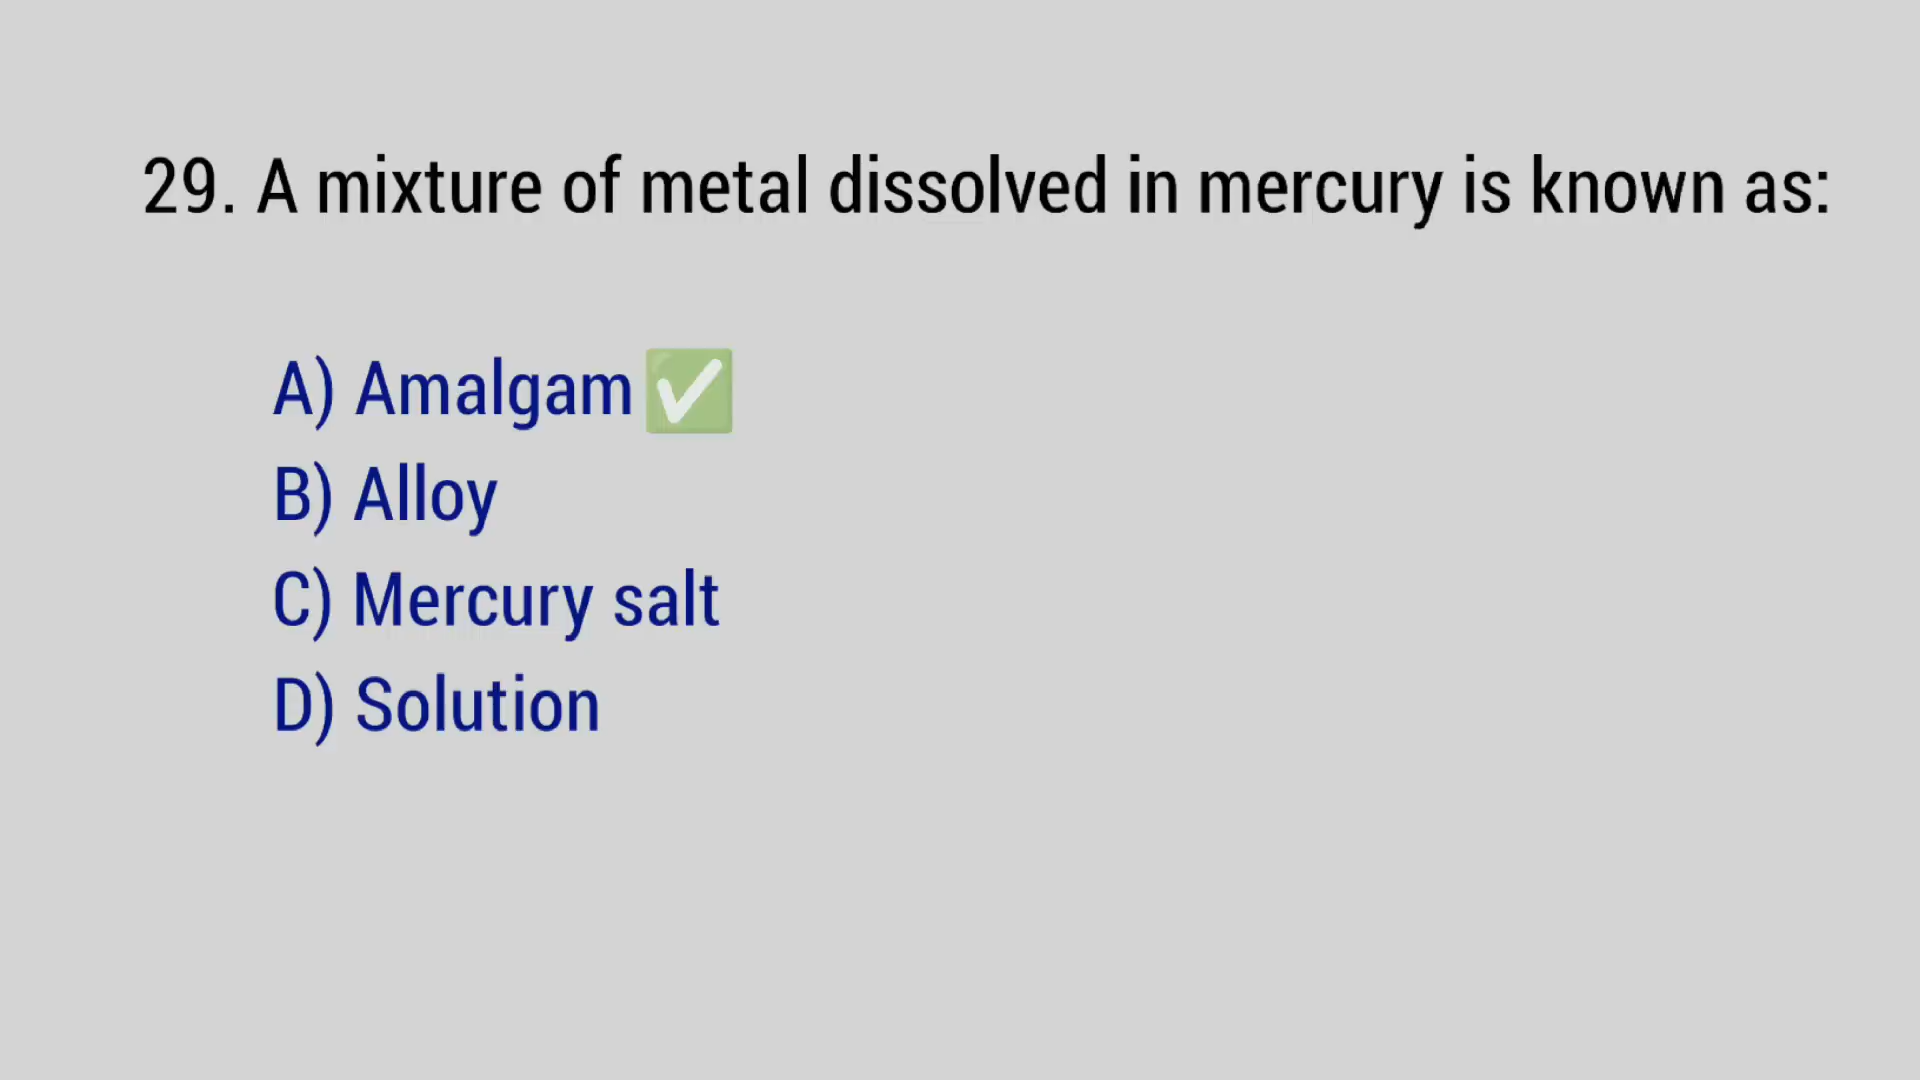 29. A mixture of metal dissolved in mercury is known as:
A) Amalgam ✅
B) Alloy
C) Mercury salt
D) Solution